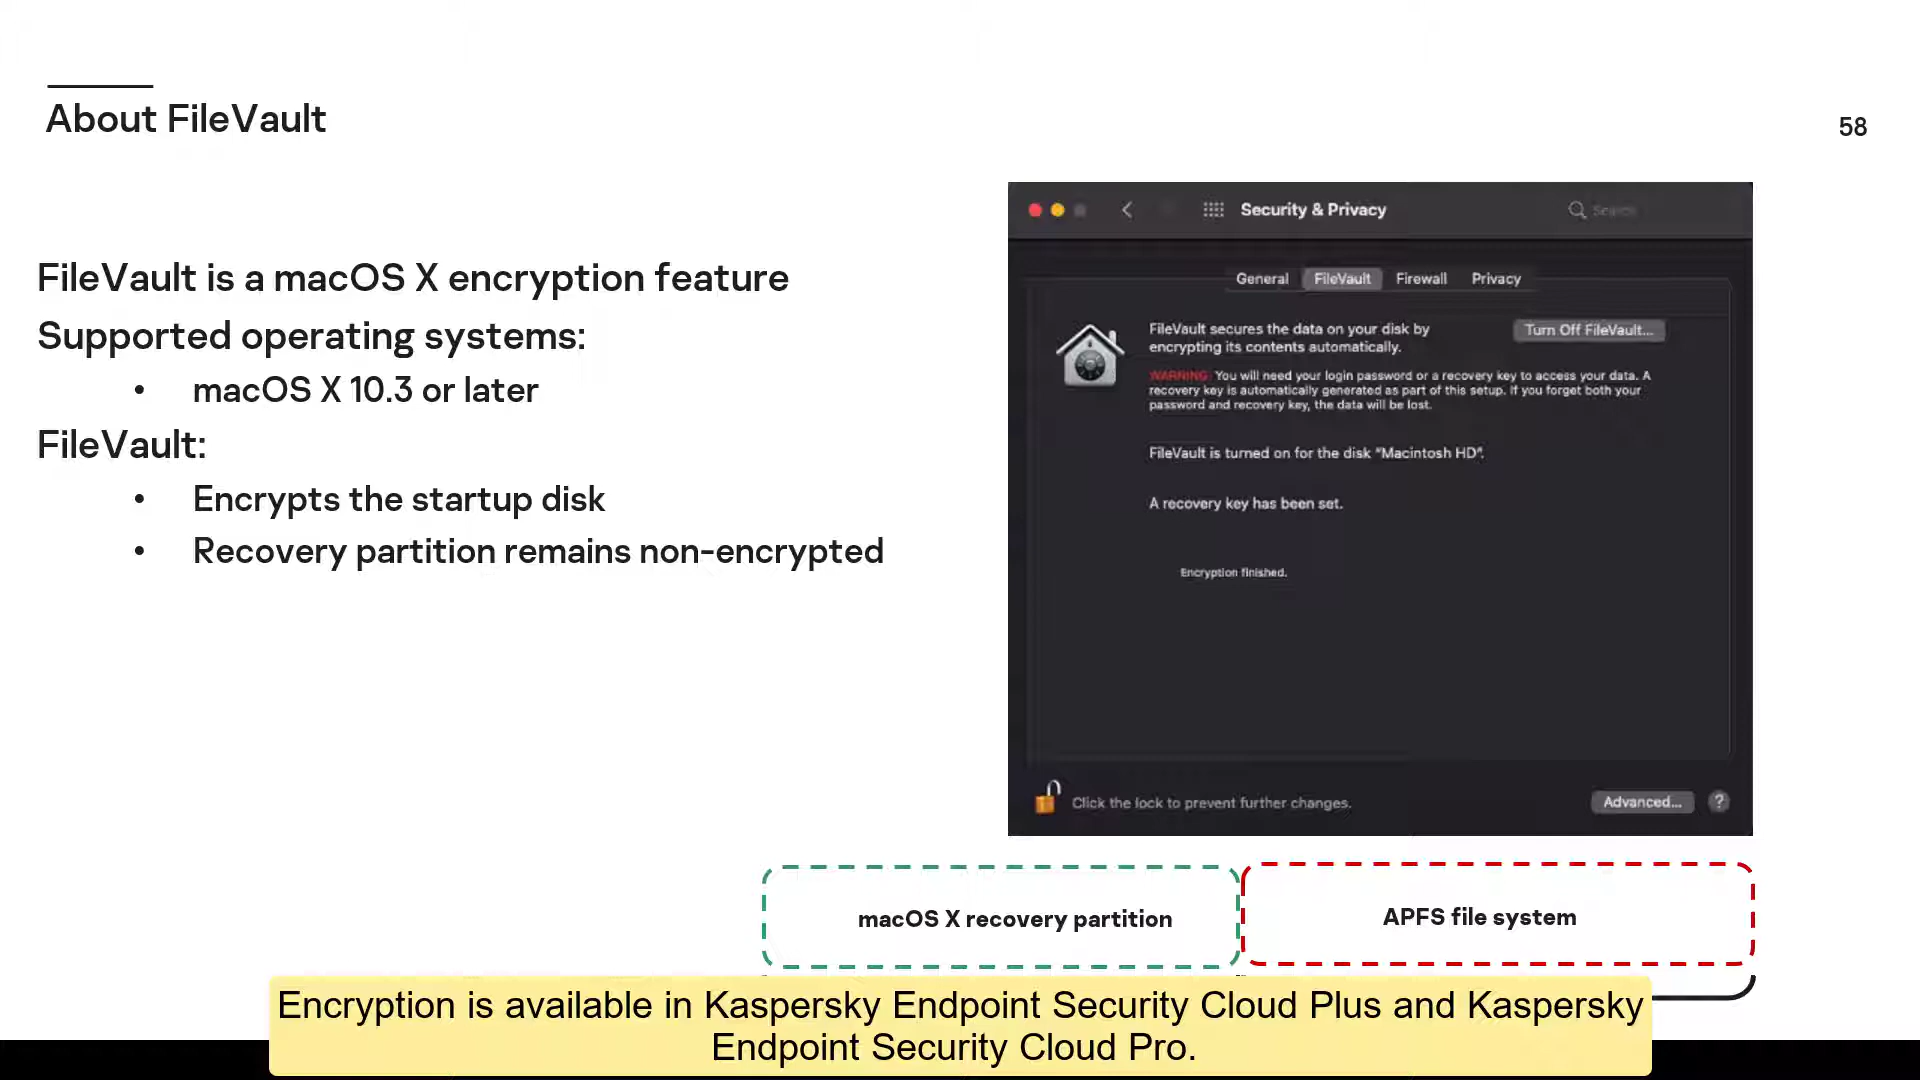 About FileVault
58
FileVault is a macOS X encryption feature
Supported operating systems:
• macOS X 10.3 or later
FileVault:
• Encrypts the startup disk
• Recovery partition remains non-encrypted
Security & Privacy
Search
General FileVault Firewall Privacy
FileVault secures the data on your disk by
encrypting its contents automatically.
Turn Off FileVault...
WARNING: You will need your login password or a recovery key to access your data. A
recovery key is automatically generated as part of this setup. If you forget both your
password and recovery key, the data will be lost.
FileVault is turned on for the disk "Macintosh HD".
A recovery key has been set.
Encryption finished.
Click the lock to prevent further changes.
Advanced...
?
macOS X recovery partition
APFS file system
Encryption is available in Kaspersky Endpoint Security Cloud Plus and Kaspersky
Endpoint Security Cloud Pro.